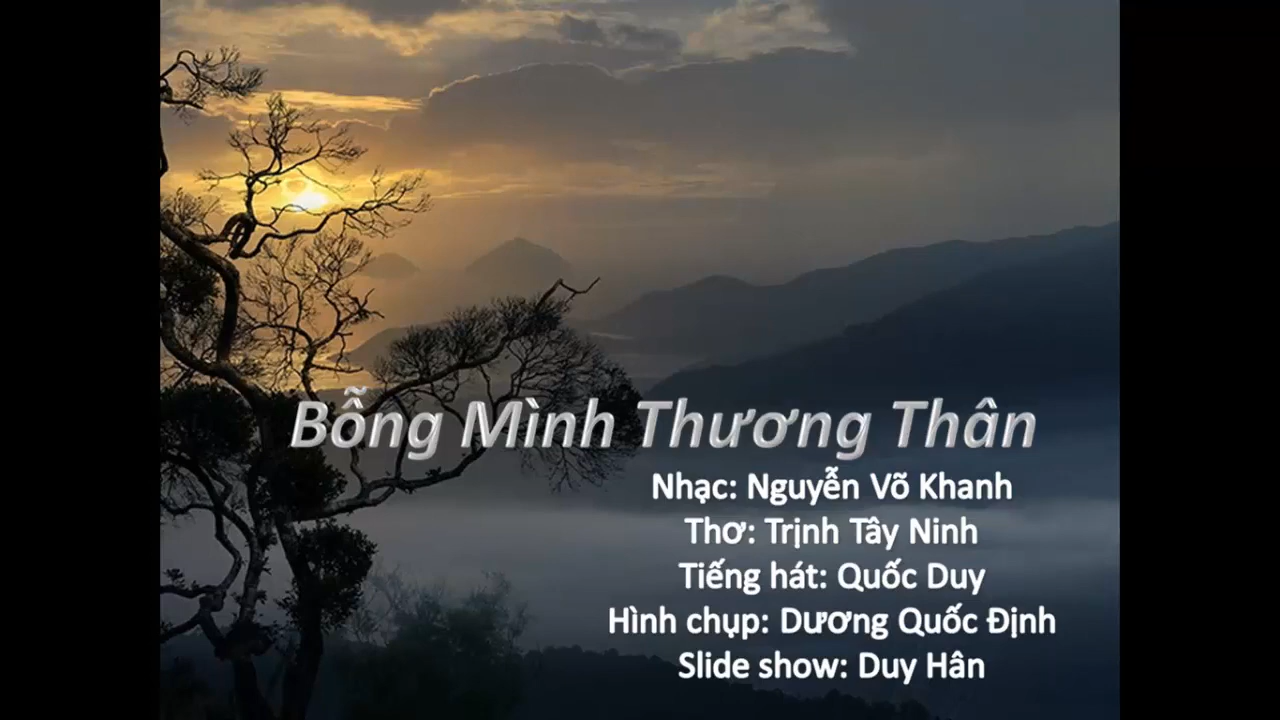 Bỗng Mình Thương Thân
Nhạc: Nguyễn Võ Khanh
Thơ: Trịnh Tây Ninh
Tiếng hát: Quốc Duy
Hình chụp: Dương Quốc Định
Slide show: Duy Hân